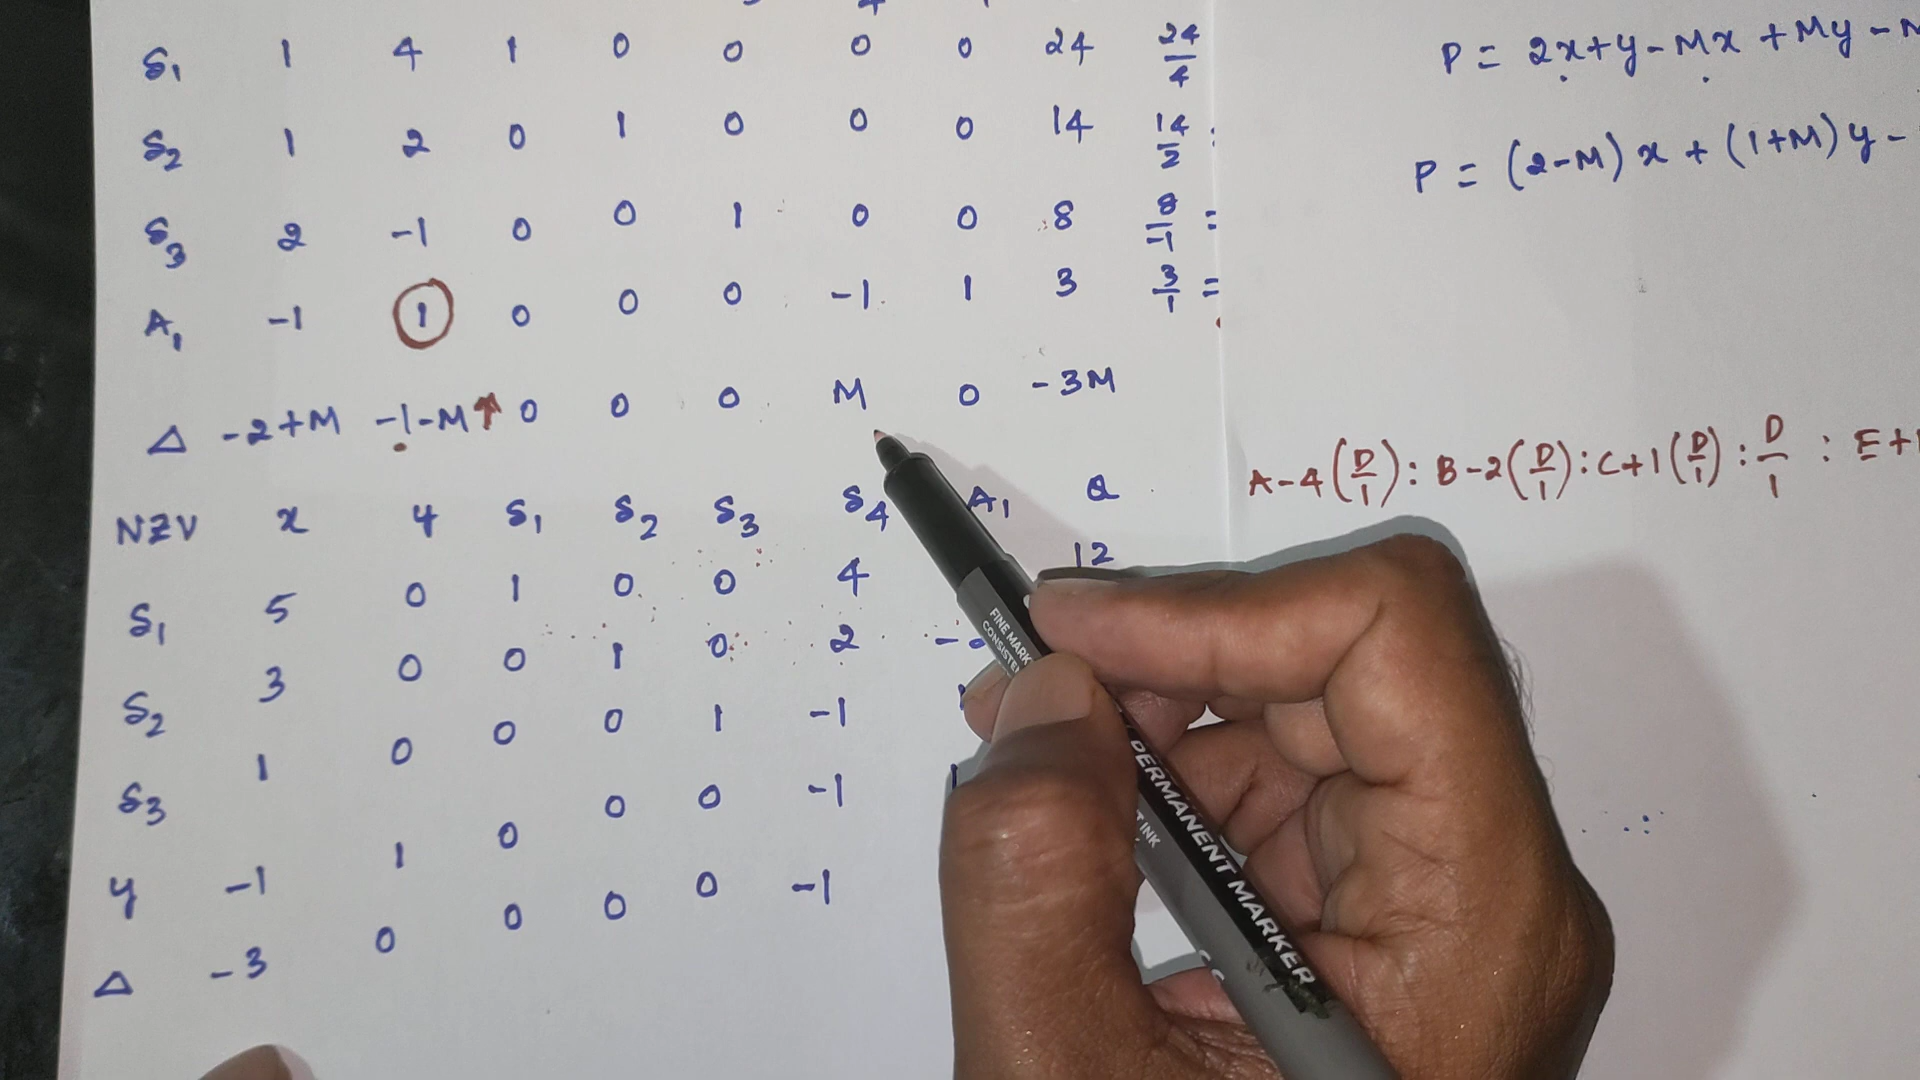 S1 1 4 1 0 0 0 0 24 24/4
S2 1 2 0 1 0 0 0 14 14/2 :
S3 2 -1 0 0 1 0 0 8 8/-1 :
A1 -1 1 0 0 0 -1 1 3 3/1 =
Δ -2+M -1-M↑ 0 0 0 M 0 -3M
NZV x y S1 S2 S3 S4 A1 Q
S1 5 0 1 0 0 4 12
S2 3 0 0 1 0 2 -
S3 1 0 0 0 1 -1
y -1 1 0 0 0 -1
Δ -3 0 0 0 0 -1
P = 2x+y-Mx+My-
P = (2-M)x + (1+M)y -
A-4(D/1) : B-2(D/1) : C+1(D/1) : D/1 : E+
FINE MARK
PERMANENT MARKER